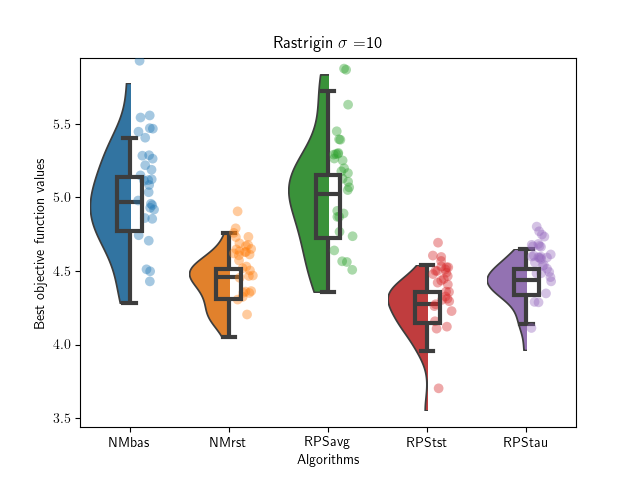 Rastrigin σ =10
Best objective function values
5.5
5.0
4.5
4.0
3.5
NMbas NMrst RPSavg RPStst RPStau
Algorithms